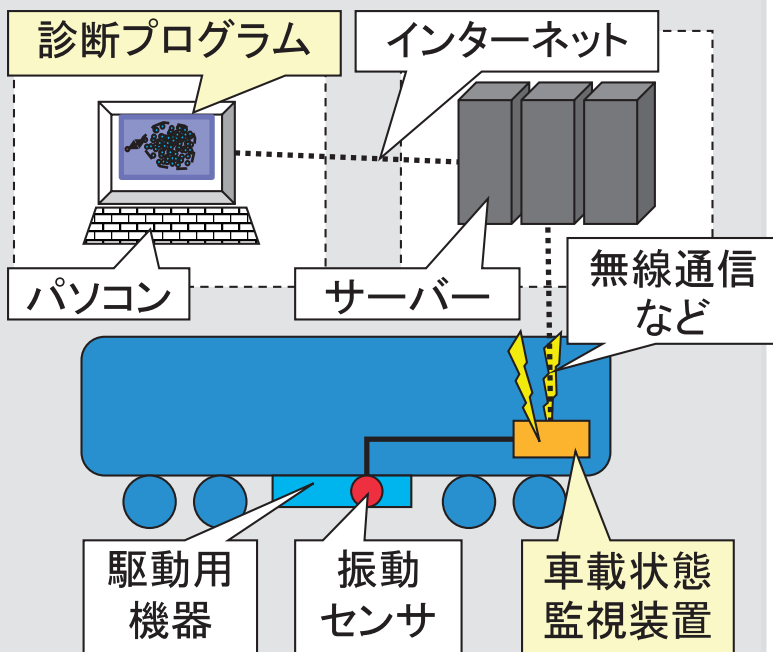 診断プログラム
インターネット
パソコン
サーバー
無線通信
など
駆動用
機器
振動
センサ
車載状態
監視装置